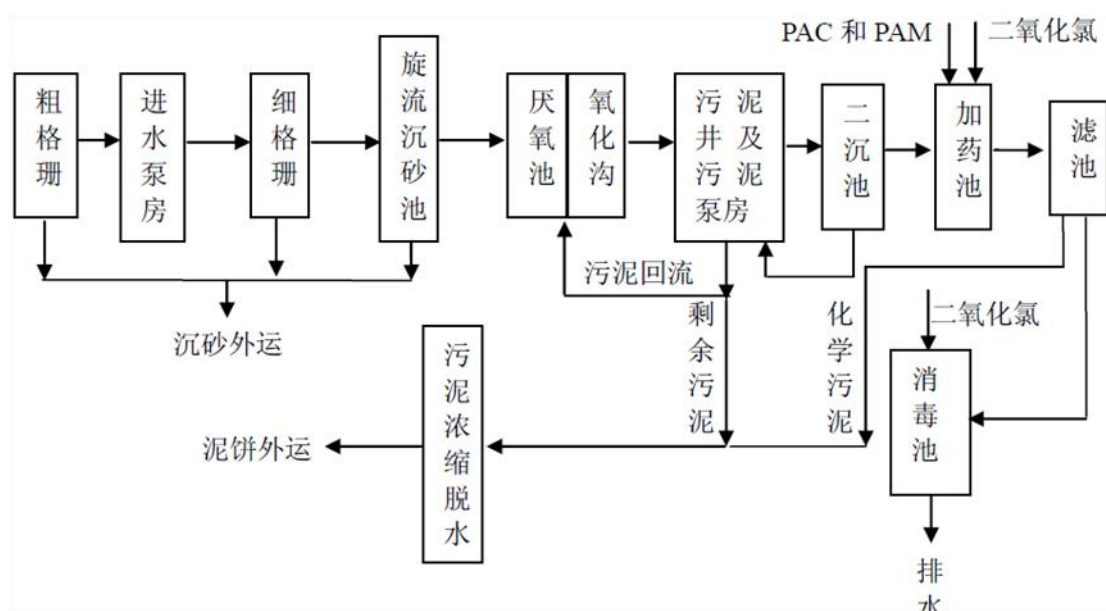 PAC 和 PAM
二氧化氯
粗格珊
进水泵房
细格珊
旋流沉砂池
厌氧池
氧化沟
污 泥
井 及
污 泥
泵房
二沉池
加药池
滤池
污泥回流
沉砂外运
剩余污泥
化学污泥
二氧化氯
消毒池
污泥浓缩脱水
泥饼外运
排水